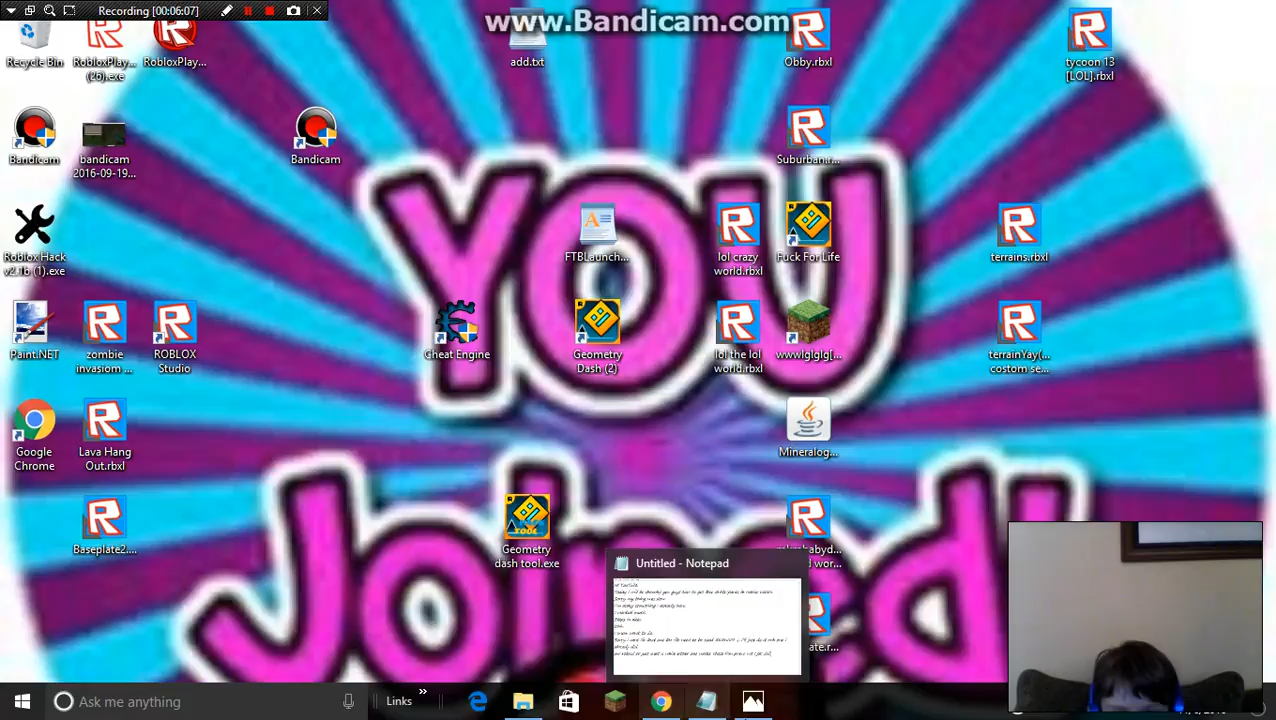 Recording [00:06:07]
www.Bandicam.com
Recycle Bin
RobloxPlay...
(26).exe
RobloxPlay...
add.txt
Obby.rbxl
tycoon 13
[LOL].rbxl
Bandicam
bandicam
2016-09-19...
Bandicam
Suburban.r...
YOU
Roblox Hack
v2.1b (1).exe
FTBLaunch...
lol crazy
world.rbxl
Fuck For Life
terrains.rbxl
Paint.NET
zombie
invasiom ...
ROBLOX
Studio
Cheat Engine
Geometry
Dash (2)
lol the lol
world.rbxl
wwwlglglg[...
terrainYay(...
costom se...
Google
Chrome
Lava Hang
Out.rbxl
Mineralog...
Joined!
Baseplate2....
Geometry
dash tool.exe
Untitled - Notepad
Ask me anything
Links